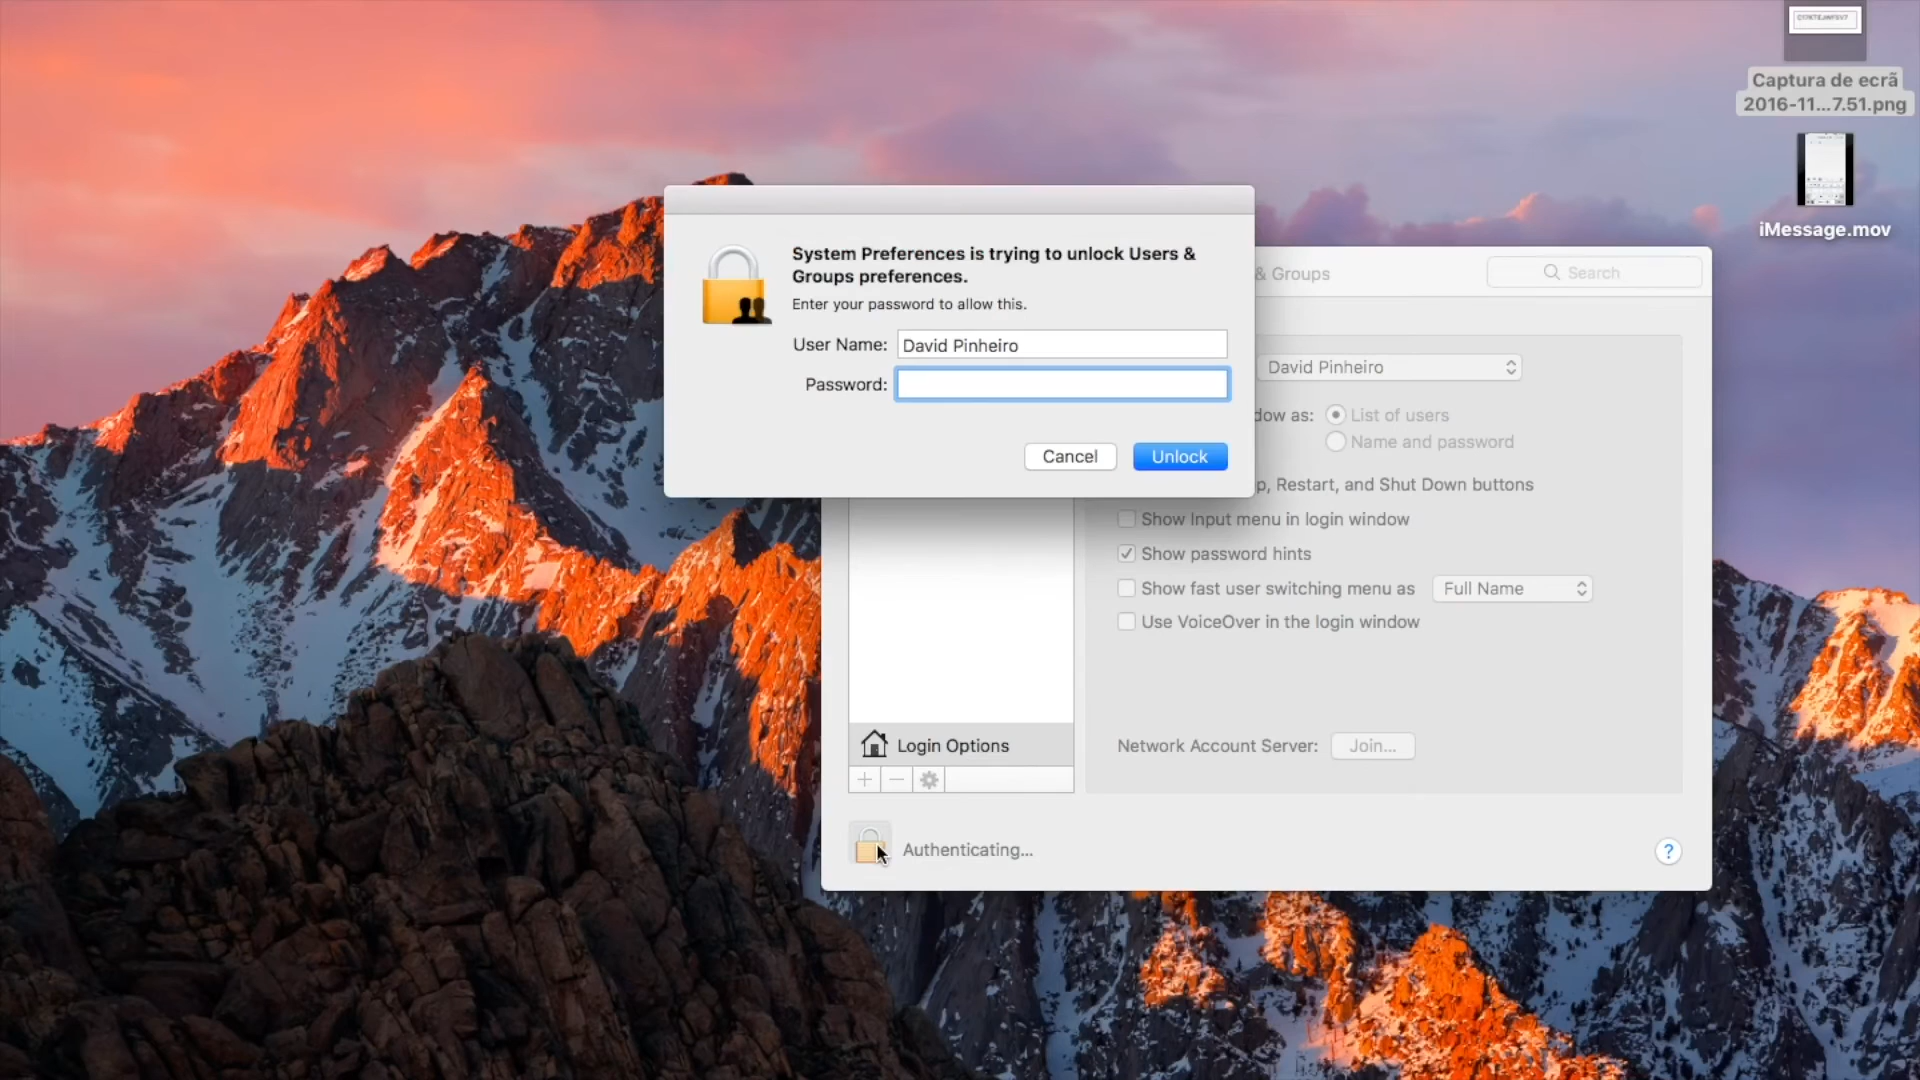 Captura de ecrã
2016-11...7.51.png
iMessage.mov
System Preferences is trying to unlock Users &
Groups preferences.
Enter your password to allow this.
User Name: David Pinheiro
Password:
Cancel
Unlock
& Groups
Search
David Pinheiro
dow as: List of users
Name and password
p, Restart, and Shut Down buttons
Show Input menu in login window
Show password hints
Show fast user switching menu as Full Name
Use VoiceOver in the login window
Login Options
Network Account Server: Join...
Authenticating...
?